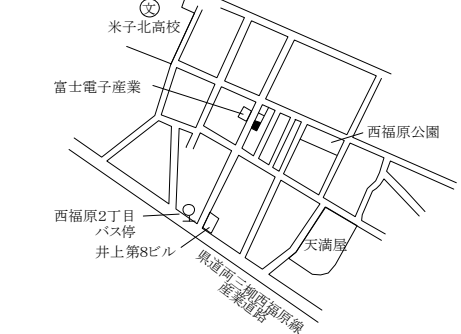 文
米子北高校
富士電子産業
西福原公園
西福原2丁目
バス停
井上第8ビル
天満屋
県道両三柳西福原線
産業道路